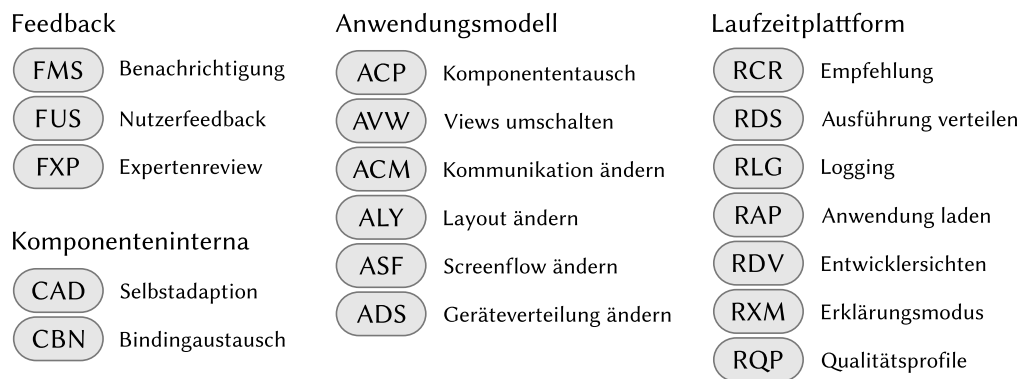 Feedback
FMS Benachrichtigung
FUS Nutzerfeedback
FXP Expertenreview
Komponenteninterna
CAD Selbstadaption
CBN Bindingaustausch
Anwendungsmodell
ACP Komponententausch
AVW Views umschalten
ACM Kommunikation ändern
ALY Layout ändern
ASF Screenflow ändern
ADS Geräteverteilung ändern
Laufzeitplattform
RCR Empfehlung
RDS Ausführung verteilen
RLG Logging
RAP Anwendung laden
RDV Entwicklersichten
RXM Erklärungsmodus
RQP Qualitätsprofile